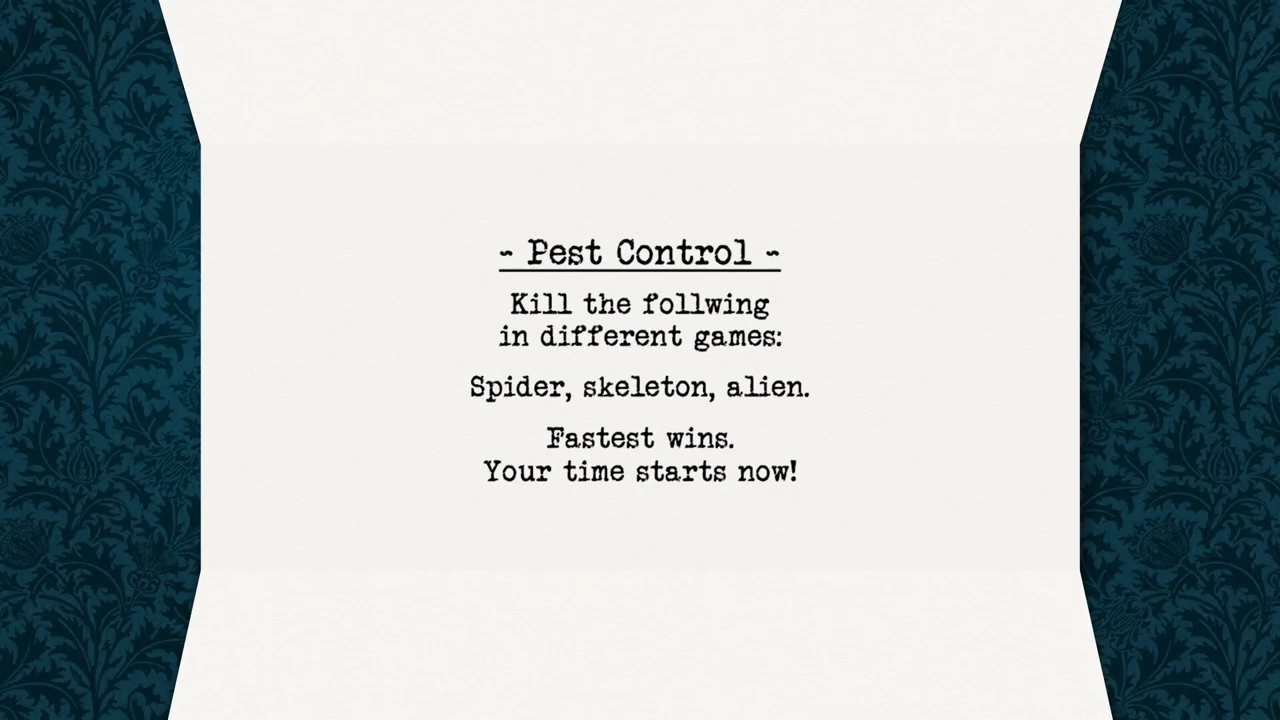 ~ Pest Control ~
Kill the follwing
in different games:
Spider, skeleton, alien.
Fastest wins.
Your time starts now!